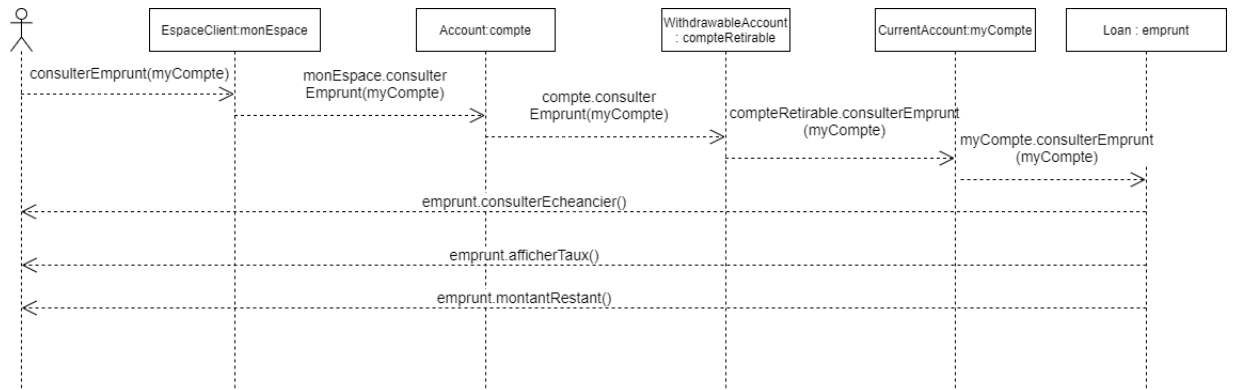 EspaceClient:monEspace
Account:compte
WithdrawableAccount
: compteRetirable
CurrentAccount:myCompte
Loan : emprunt
consulterEmprunt(myCompte)
monEspace.consulter
Emprunt(myCompte)
compte.consulter
Emprunt(myCompte)
compteRetirable.consulterEmprunt
(myCompte)
myCompte.consulterEmprunt
(myCompte)
emprunt.consulterEcheancier()
emprunt.afficherTaux()
emprunt.montantRestant()